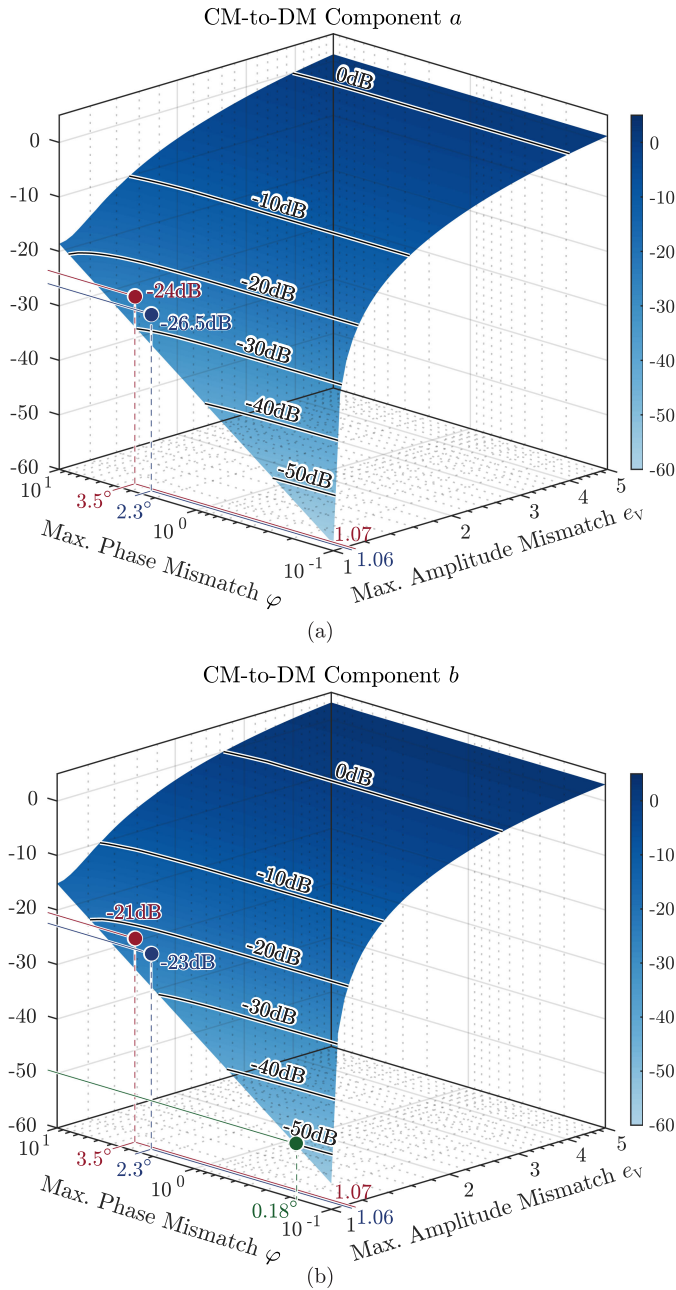 CM-to-DM Component a
0dB
0
0
-10
-10dB
-10
-20
-20dB
-20
-24dB
-30
-26.5dB
-30
-30dB
-40
-40
-40dB
-50
-50dB
-50
-60
-60
10^1
5
3.5°
4
2.3°
3
10^0
1.07
2
Max. Phase Mismatch φ
10^-1
1
1.06
Max. Amplitude Mismatch e_V
(a)
CM-to-DM Component b
0dB
0
0
-10
-10dB
-10
-20
-21dB
-20dB
-20
-23dB
-30
-30dB
-30
-40
-40dB
-40
-50
-50dB
-50
-60
-60
10^1
5
3.5°
4
2.3°
3
10^0
1.07
2
0.18°
Max. Phase Mismatch φ
10^-1
1
1.06
Max. Amplitude Mismatch e_V
(b)